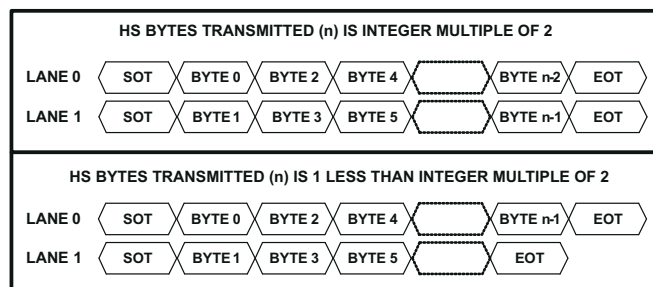 HS BYTES TRANSMITTED (n) IS INTEGER MULTIPLE OF 2
LANE 0 SOT BYTE 0 BYTE 2 BYTE 4 BYTE n-2 EOT
LANE 1 SOT BYTE 1 BYTE 3 BYTE 5 BYTE n-1 EOT
HS BYTES TRANSMITTED (n) IS 1 LESS THAN INTEGER MULTIPLE OF 2
LANE 0 SOT BYTE 0 BYTE 2 BYTE 4 BYTE n-1 EOT
LANE 1 SOT BYTE 1 BYTE 3 BYTE 5 EOT